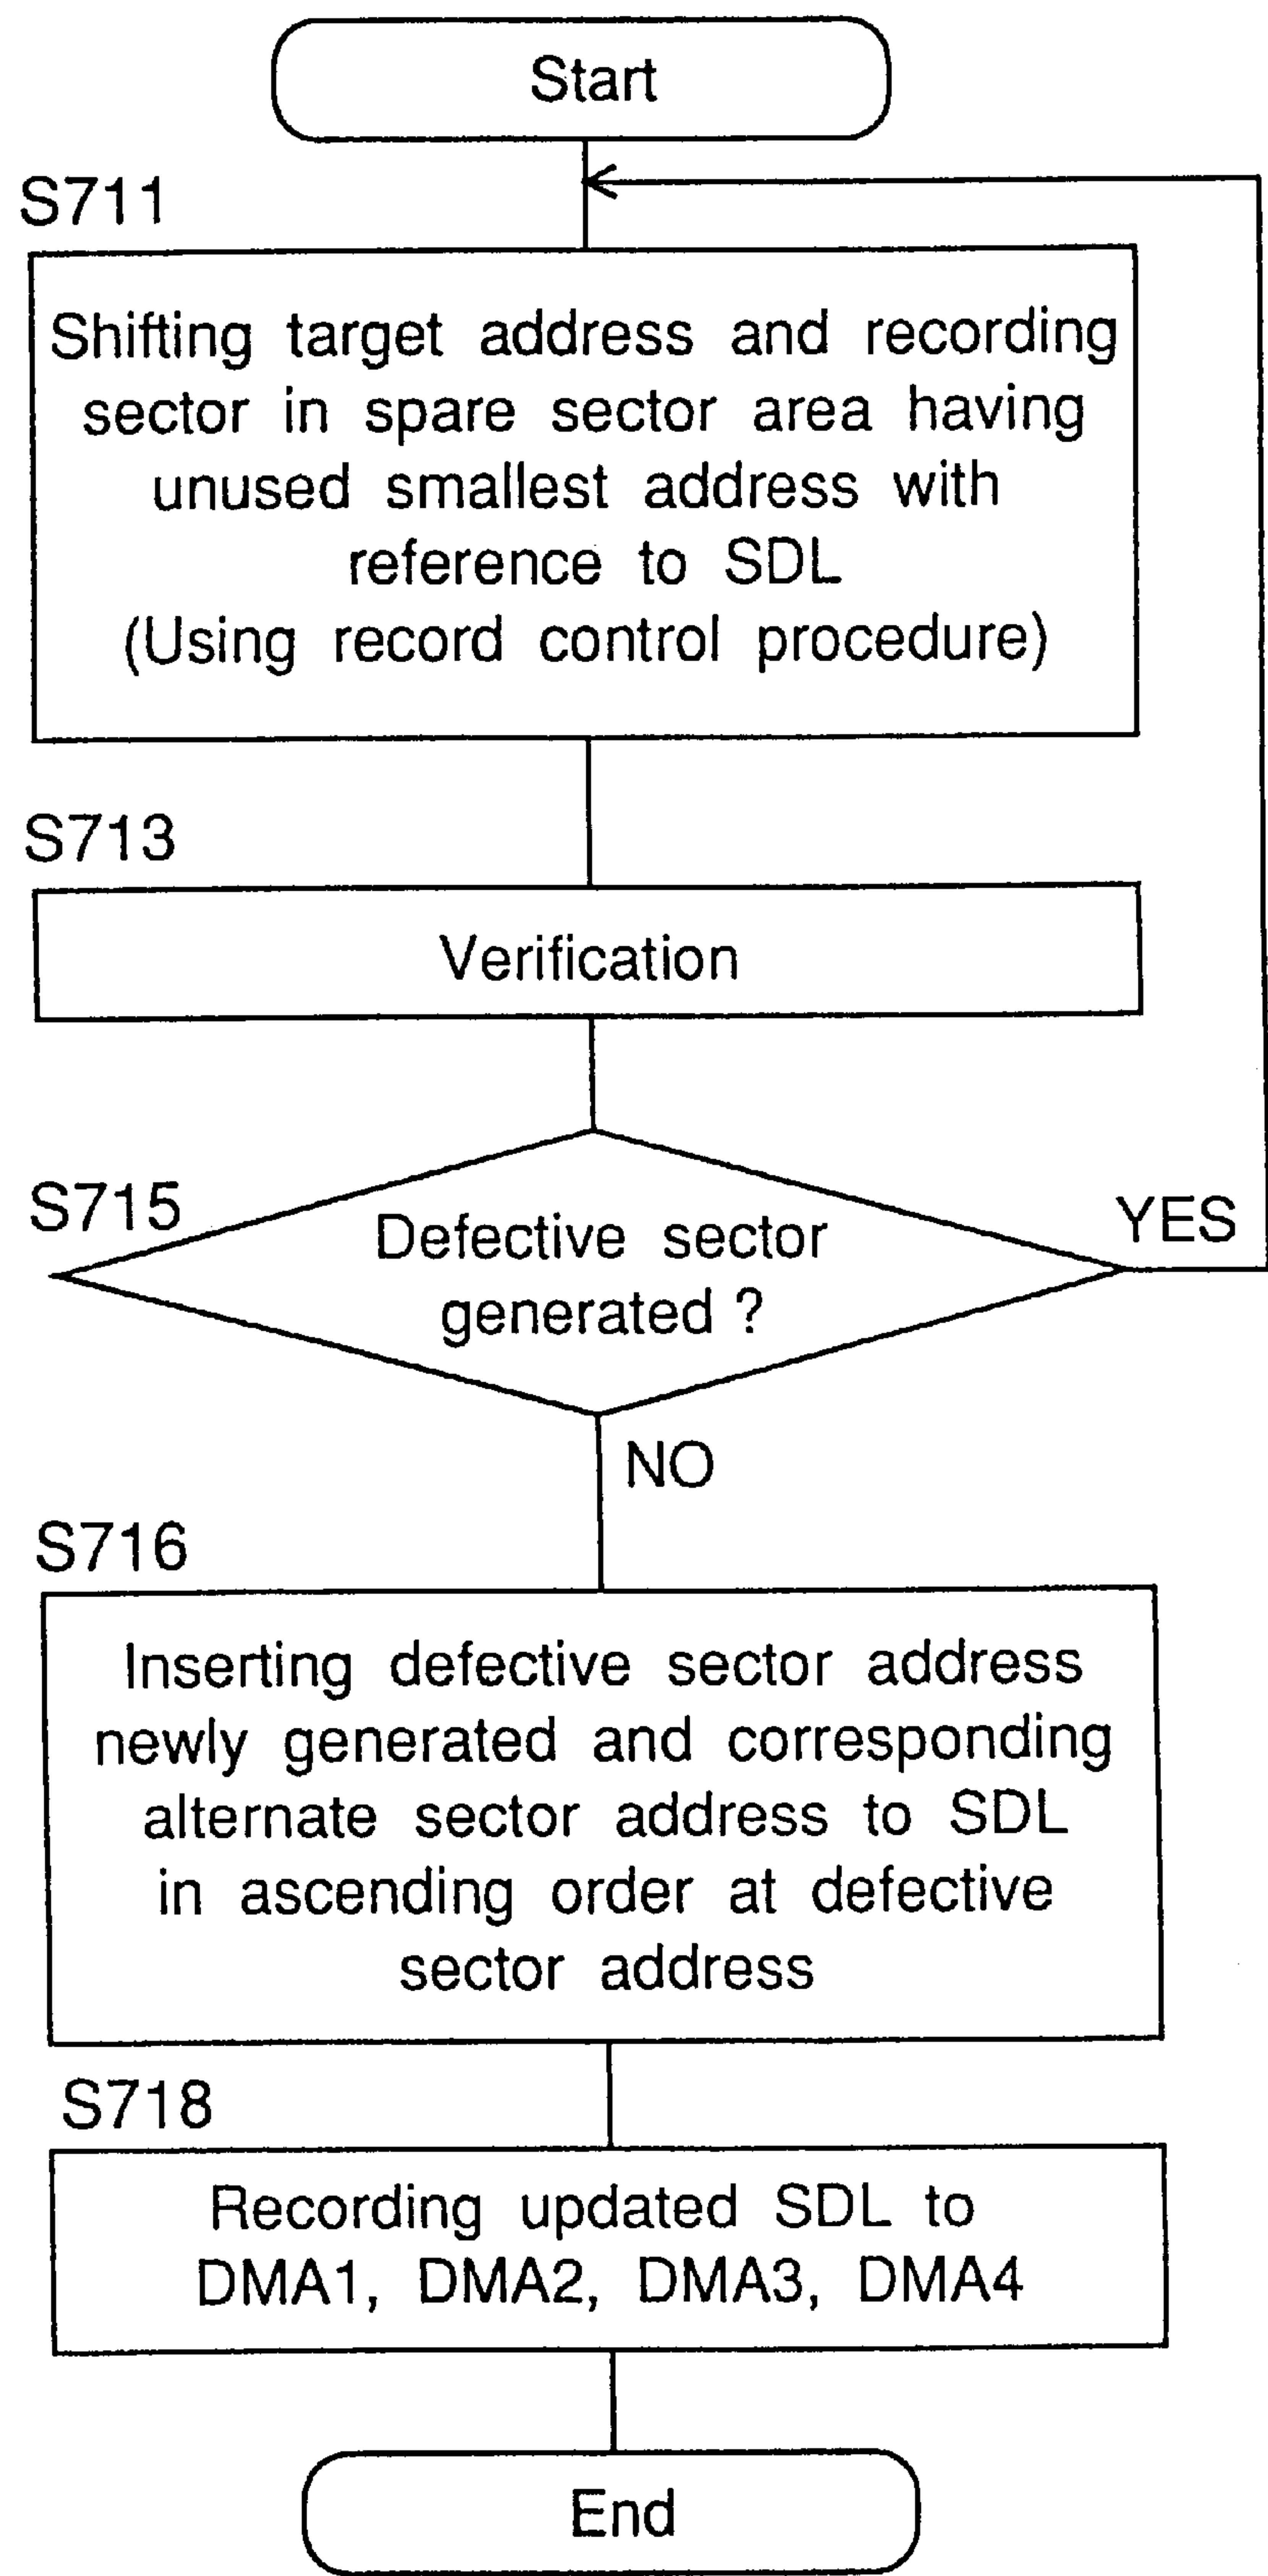 Start
S711
Shifting target address and recording
sector in spare sector area having
unused smallest address with
reference to SDL
(Using record control procedure)
S713
Verification
S715
Defective sector
generated ?
YES
NO
S716
Inserting defective sector address
newly generated and corresponding
alternate sector address to SDL
in ascending order at defective
sector address
S718
Recording updated SDL to
DMA1, DMA2, DMA3, DMA4
End